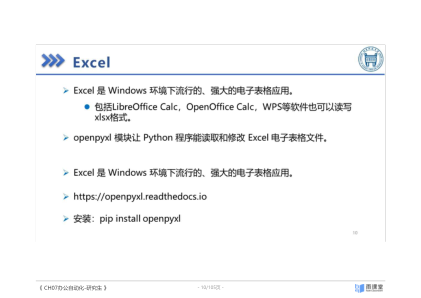 Excel
Excel 是 Windows 环境下流行的、强大的电子表格应用。
包括LibreOffice Calc，OpenOffice Calc，WPS等软件也可以读写
xlsx格式。
openpyxl 模块让 Python 程序能读取和修改 Excel 电子表格文件。
Excel 是 Windows 环境下流行的、强大的电子表格应用。
https://openpyxl.readthedocs.io
安装：pip install openpyxl
《CH07办公自动化-研究生》
雨课堂